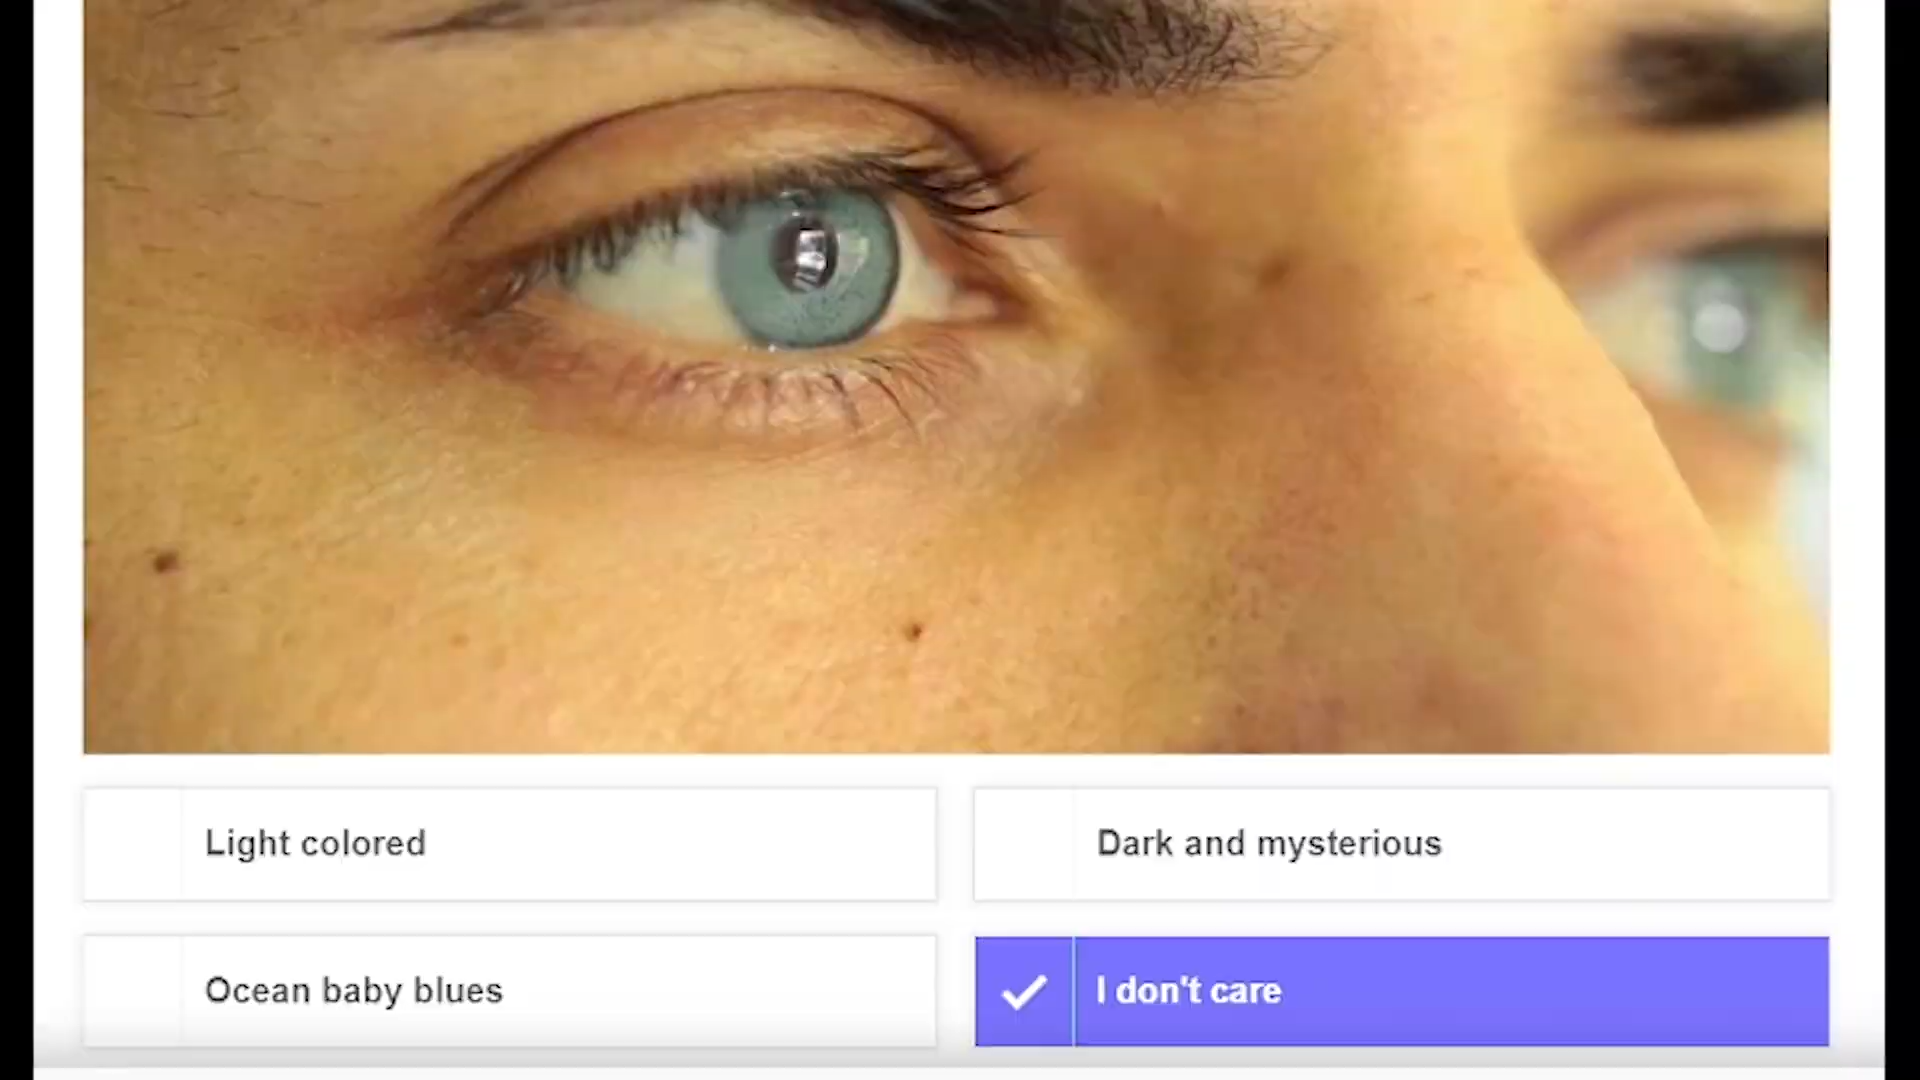 Light colored
Dark and mysterious
Ocean baby blues
I don't care